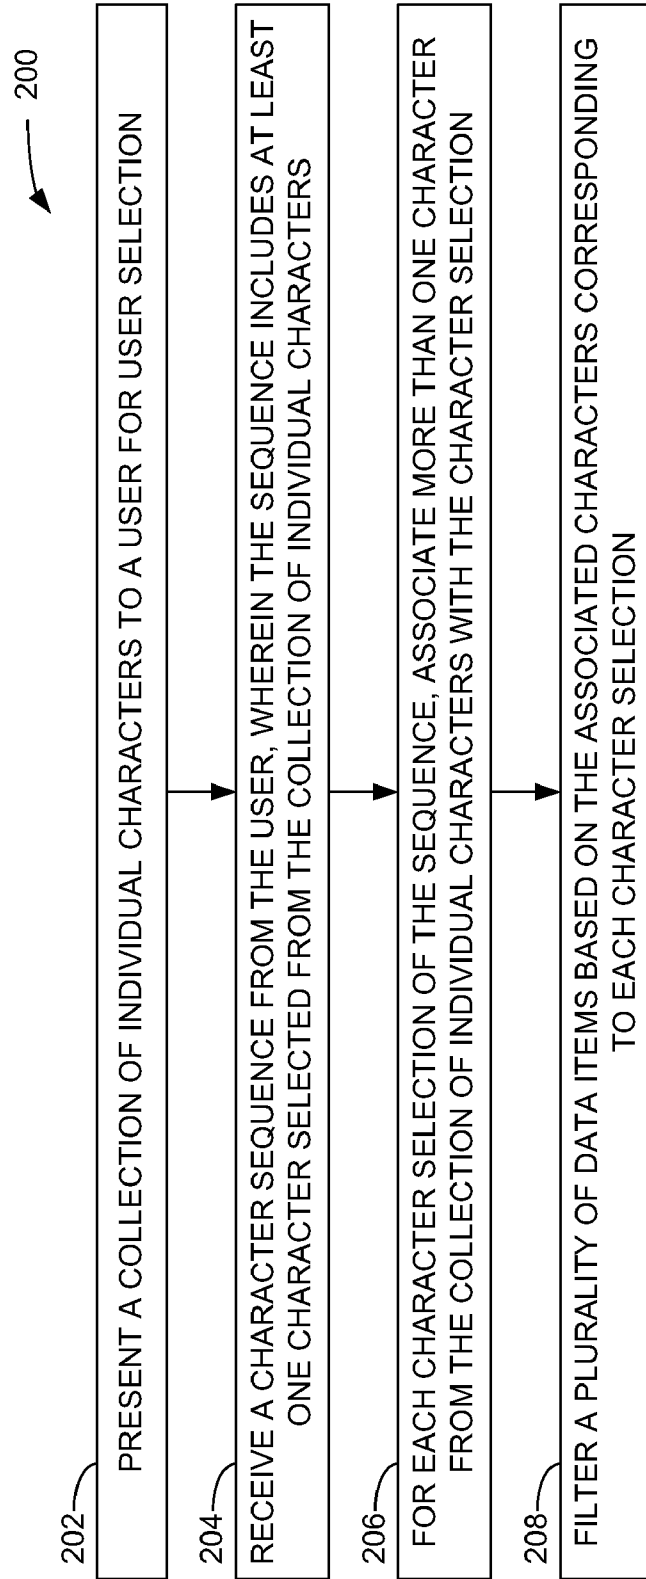 200
202
PRESENT A COLLECTION OF INDIVIDUAL CHARACTERS TO A USER FOR USER SELECTION
204
RECEIVE A CHARACTER SEQUENCE FROM THE USER, WHEREIN THE SEQUENCE INCLUDES AT LEAST
ONE CHARACTER SELECTED FROM THE COLLECTION OF INDIVIDUAL CHARACTERS
206
FOR EACH CHARACTER SELECTION OF THE SEQUENCE, ASSOCIATE MORE THAN ONE CHARACTER
FROM THE COLLECTION OF INDIVIDUAL CHARACTERS WITH THE CHARACTER SELECTION
208
FILTER A PLURALITY OF DATA ITEMS BASED ON THE ASSOCIATED CHARACTERS CORRESPONDING
TO EACH CHARACTER SELECTION